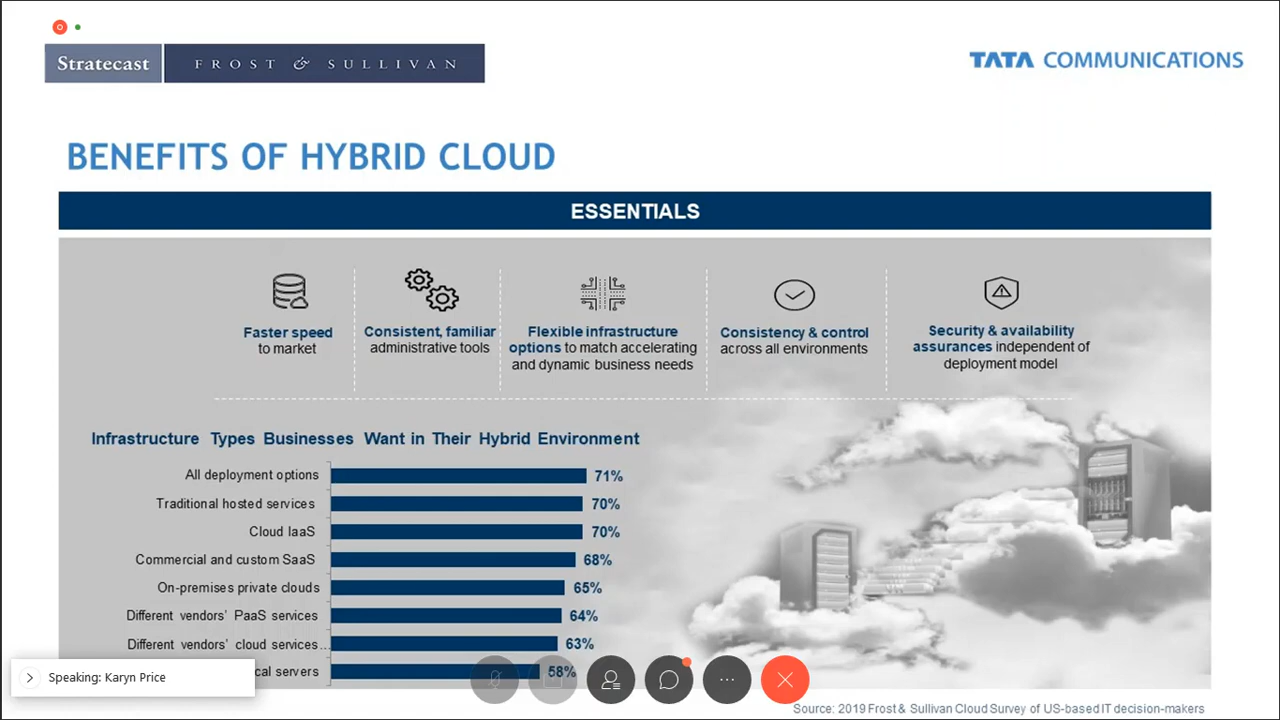 Stratecast FROST & SULLIVAN
TATA COMMUNICATIONS
BENEFITS OF HYBRID CLOUD
ESSENTIALS
Faster speed
to market
Consistent, familiar
administrative tools
Flexible infrastructure
options to match accelerating
and dynamic business needs
Consistency & control
across all environments
Security & availability
assurances independent of
deployment model
Infrastructure Types Businesses Want in Their Hybrid Environment
All deployment options 71%
Traditional hosted services 70%
Cloud IaaS 70%
Commercial and custom SaaS 68%
On-premises private clouds 65%
Different vendors' PaaS services 64%
Different vendors' cloud services… 63%
servers 58%
Speaking: Karyn Price
Source: 2019 Frost & Sullivan Cloud Survey of US-based IT decision-makers